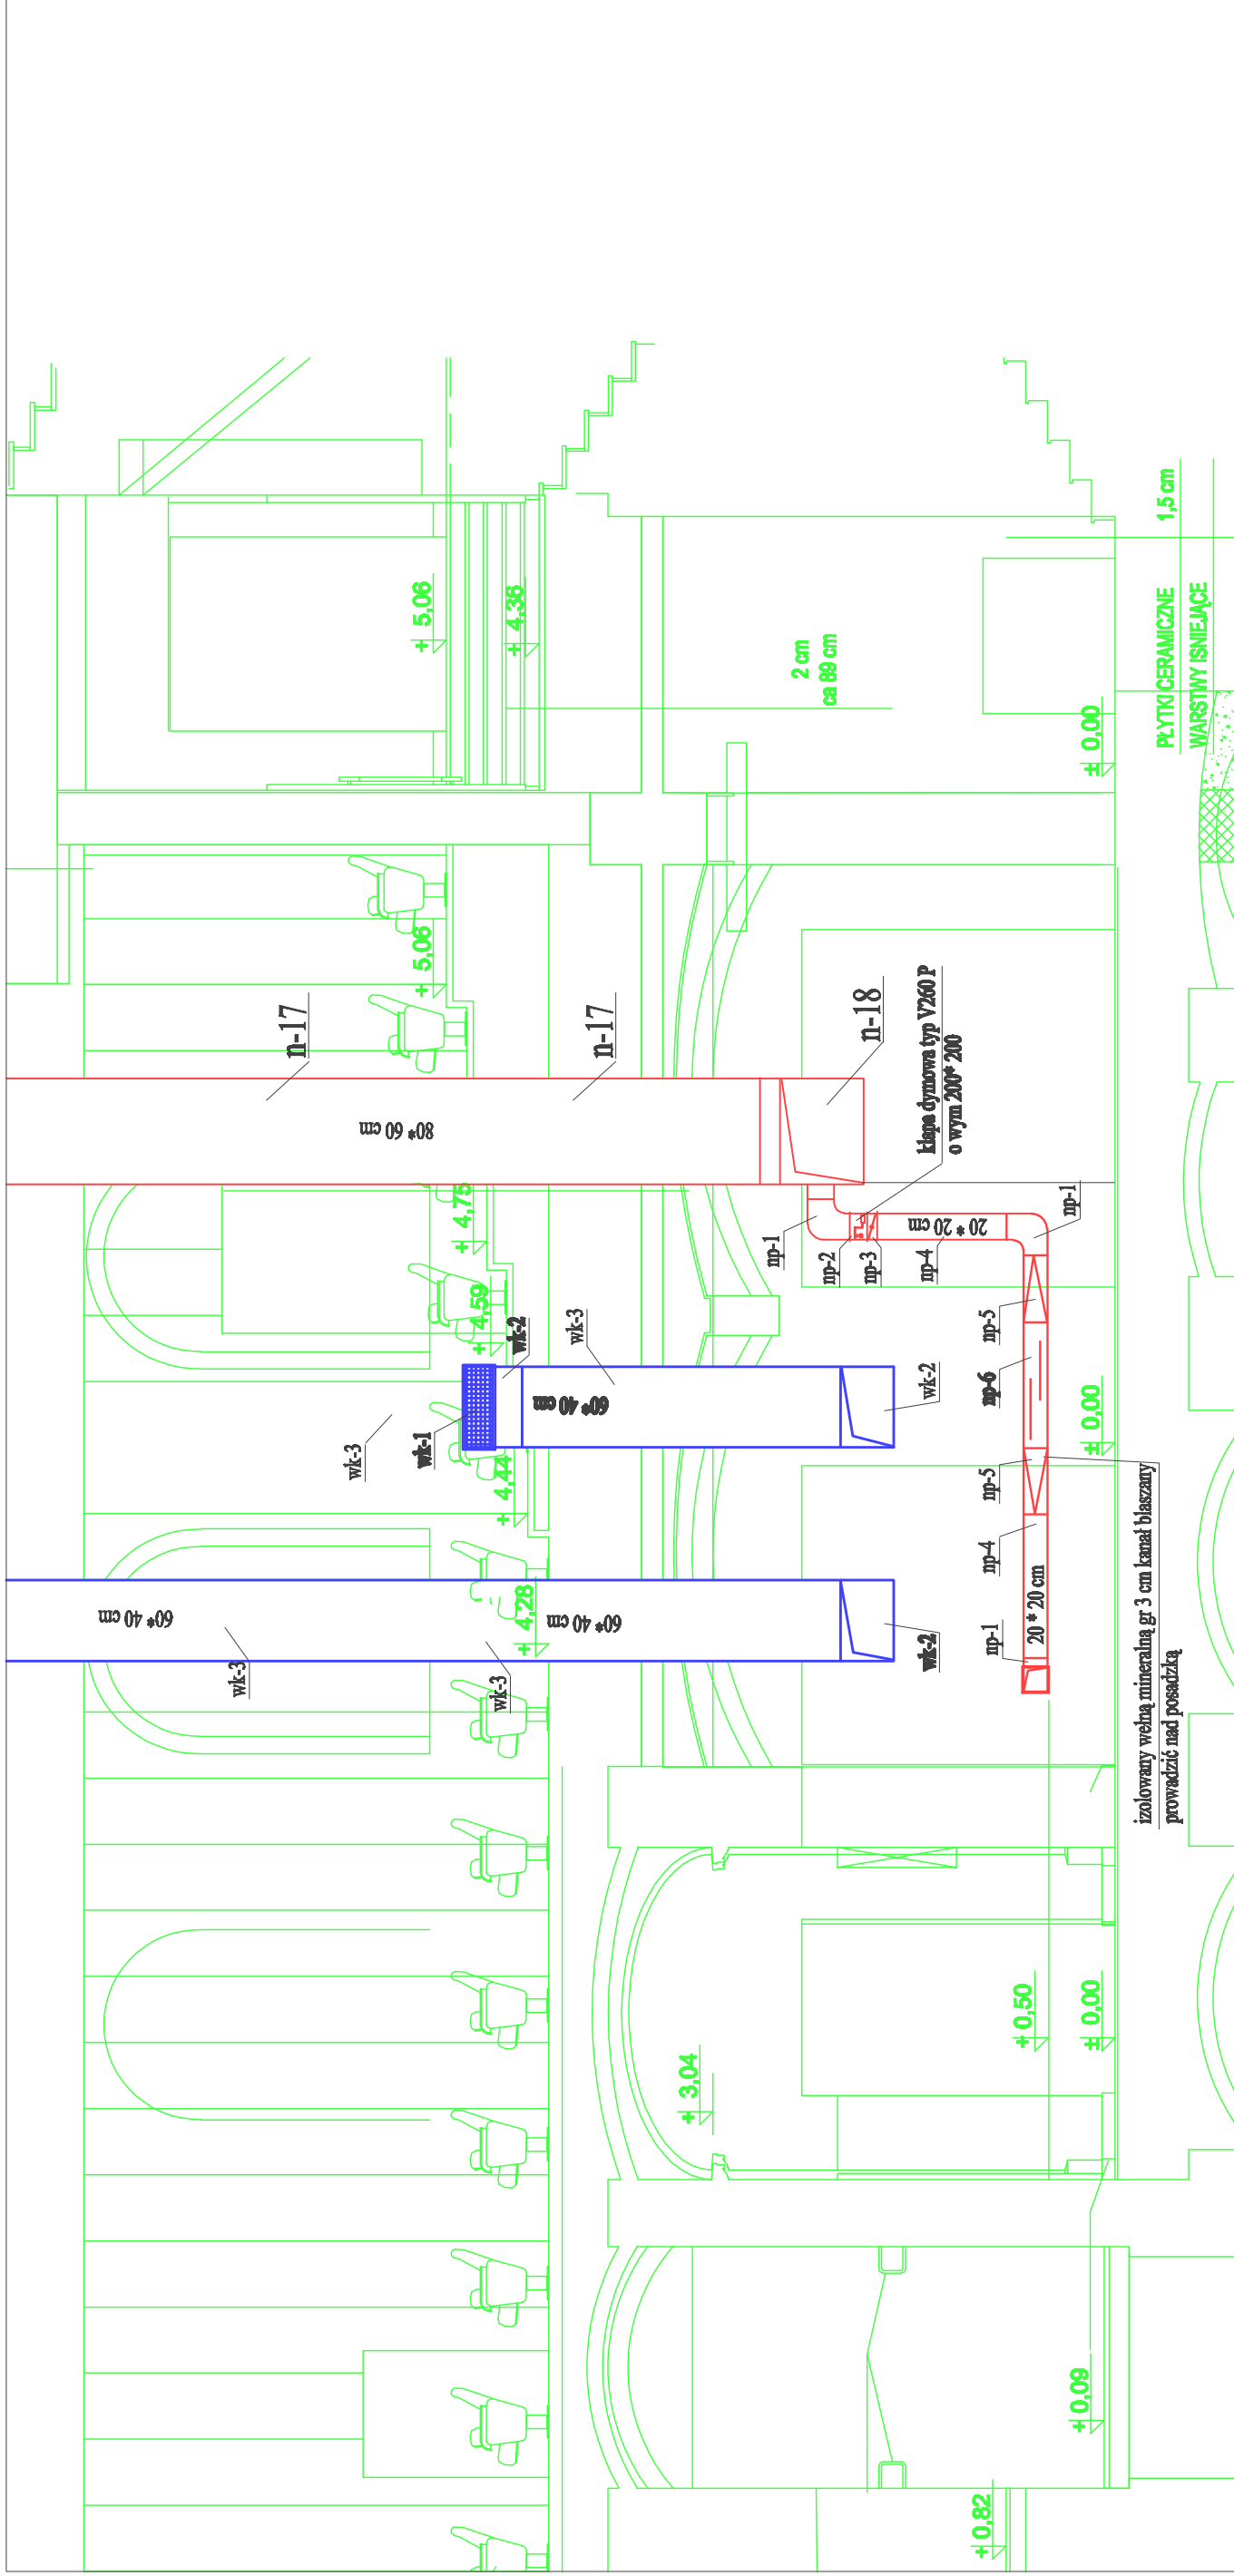 n-17
80* 60 cm
n-17
n-18
klapa dymowa typ V260 P
o wym 200* 200
np-1
np-2
np-3
20 * 20 cm
np-4
np-1
np-5
np-6
np-5
np-4
20 * 20 cm
np-1
izolowany wełną mineralną gr 3 cm kanał blaszany
prowadzić nad posadzką
wk-3
wk-1
wk-2
wk-3
60* 40 cm
wk-2
60* 40 cm
wk-3
60* 40 cm
wk-3
wk-2
+ 5,06
+ 4,36
2 cm
ca 89 cm
± 0,00
PŁYTKI CERAMICZNE 1,5 cm
WARSTWY ISNIEJĄCE
+ 5,06
+ 4,75
+ 4,59
+ 4,44
+ 4,28
± 0,00
+ 3,04
+ 0,50
± 0,00
+ 0,09
+ 0,82